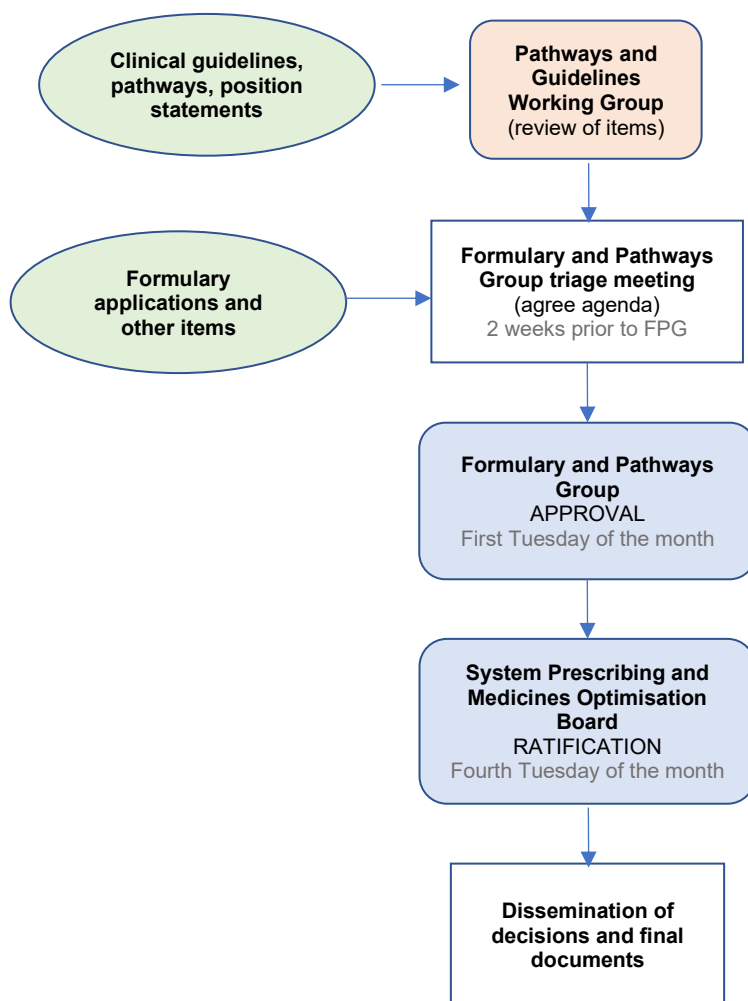 Clinical guidelines,
pathways, position
statements
Pathways and
Guidelines
Working Group
(review of items)
Formulary
applications and
other items
Formulary and Pathways
Group triage meeting
(agree agenda)
2 weeks prior to FPG
Formulary and Pathways
Group
APPROVAL
First Tuesday of the month
System Prescribing and
Medicines Optimisation
Board
RATIFICATION
Fourth Tuesday of the month
Dissemination of
decisions and final
documents